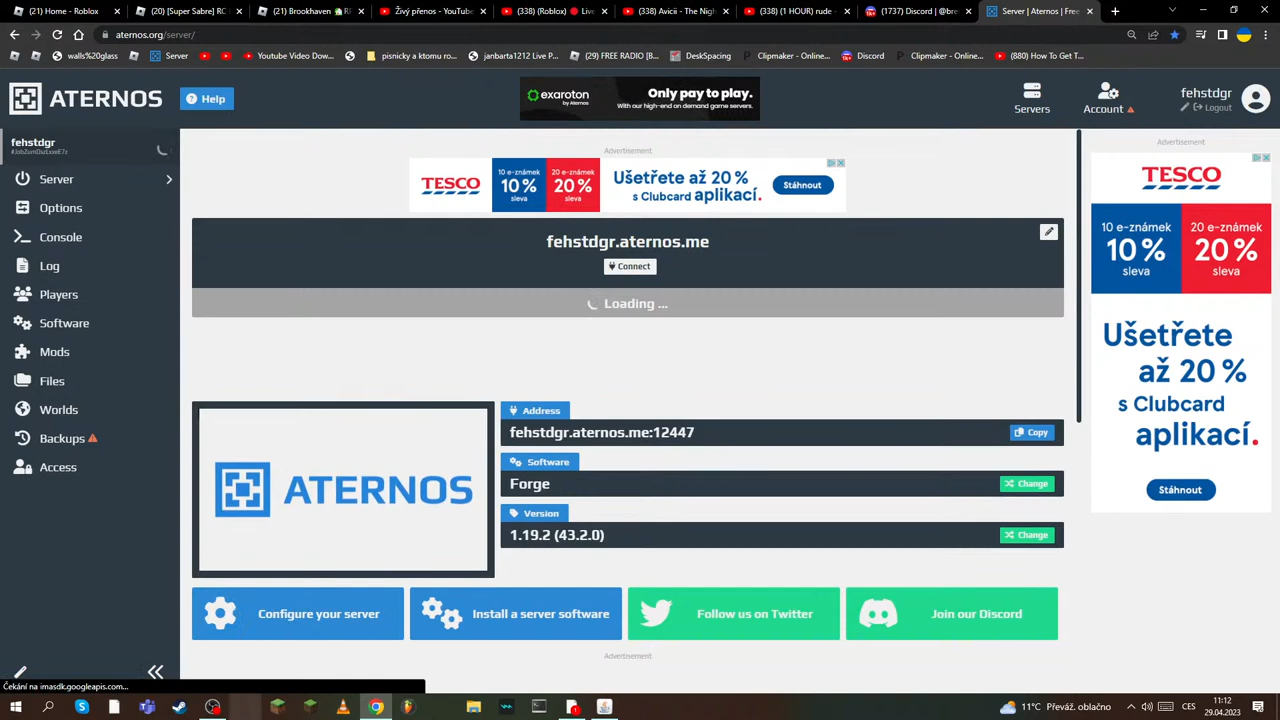 (21) Home - Roblox
(20) [Super Sedan] RC
(21) Brookhaven 🏡 RF
Živý penos - YouTube
(338) (Roblox) 🔴 Live
(338) Avicii - The Nigh
(338) (1 HOUR) rude -
(1737) Discord | @bre
Server | Aternos | Free
aternos.org/server/
walls%20glass
Server
Youtube Video Dow...
pisnicky a ktomu ro...
janbarta1212 Live P...
(29) FREE RADIO [B...
DeskSpacing
Clipmaker - Online...
Discord
Clipmaker - Online...
(880) How To Get T...
ATERNOS
Help
exaroton
by Aternos
Only pay to play.
With our high-end on demand game servers.
Servers
Account
fehstdgr
Logout
fehstdgr
Server
Options
Console
Log
Players
Software
Mods
Files
Worlds
Backups
Access
Advertisement
TESCO
10 e-známek
10%
sleva
20 e-známek
20%
sleva
Ušetřete až 20 %
s Clubcard aplikací.
Stáhnout
fehstdgr.aternos.me
Connect
Loading ...
ATERNOS
Address
fehstdgr.aternos.me:12447
Copy
Software
Forge
Change
Version
1.19.2 (43.2.0)
Change
Configure your server
Install a server software
Follow us on Twitter
Join our Discord
Advertisement
Advertisement
TESCO
10 e-známek
10%
sleva
20 e-známek
20%
sleva
Ušetřete
až 20 %
s Clubcard
aplikací.
Stáhnout
Čekání na imasdk.googleapis.com...
11°C Převáž. oblačno
CES
11:12
29.04.2023